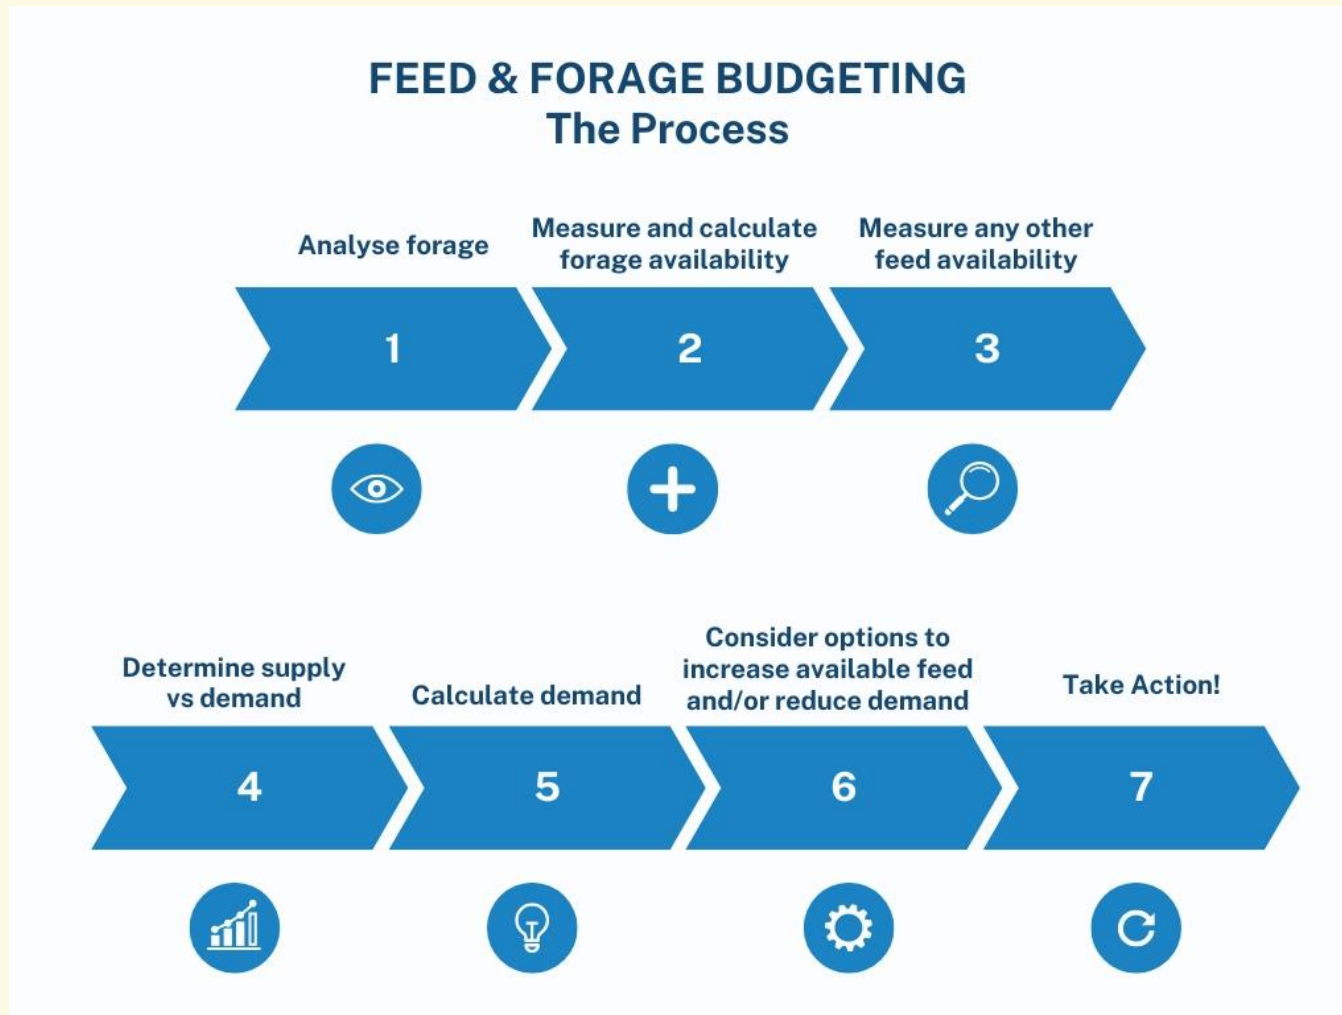 FEED & FORAGE BUDGETING
The Process
Analyse forage
Measure and calculate
forage availability
Measure any other
feed availability
1
2
3
Determine supply
vs demand
Calculate demand
Consider options to
increase available feed
and/or reduce demand
Take Action!
4
5
6
7